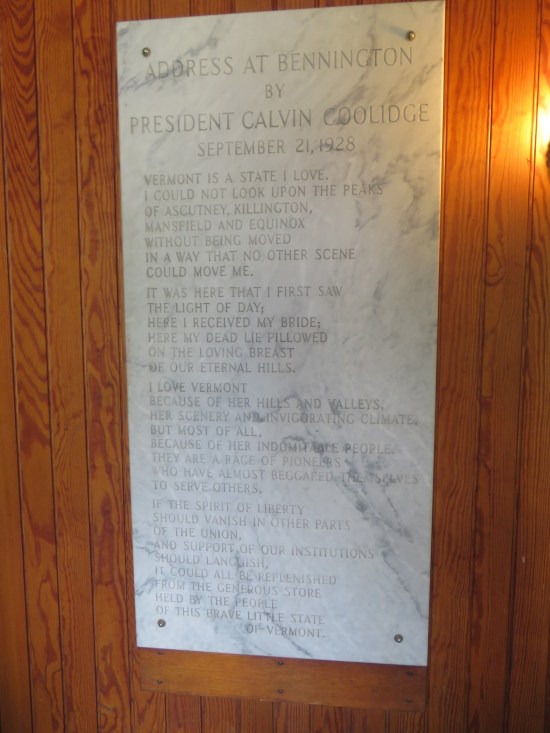 ADDRESS AT BENNINGTON
BY
PRESIDENT CALVIN COOLIDGE
SEPTEMBER 21, 1928
VERMONT IS A STATE I LOVE.
I COULD NOT LOOK UPON THE PEAKS
OF ASCUTNEY, KILLINGTON,
MANSFIELD AND EQUINOX
WITHOUT BEING MOVED
IN A WAY THAT NO OTHER SCENE
COULD MOVE ME.
IT WAS HERE THAT I FIRST SAW
THE LIGHT OF DAY;
HERE I RECEIVED MY BRIDE;
HERE MY DEAD LIE PILLOWED
ON THE LOVING BREAST
OF OUR ETERNAL HILLS.
I LOVE VERMONT
BECAUSE OF HER HILLS AND VALLEYS,
HER SCENERY AND INVIGORATING CLIMATE,
BUT MOST OF ALL,
BECAUSE OF HER INDOMITABLE PEOPLE.
THEY ARE A RACE OF PIONEERS
WHO HAVE ALMOST BEGGARED THEMSELVES
TO SERVE OTHERS.
IF THE SPIRIT OF LIBERTY
SHOULD VANISH IN OTHER PARTS
OF THE UNION,
AND SUPPORT OF OUR INSTITUTIONS
SHOULD LANGUISH,
IT COULD ALL BE REPLENISHED
FROM THE GENEROUS STORE
HELD BY THE PEOPLE
OF THIS BRAVE LITTLE STATE
OF VERMONT.